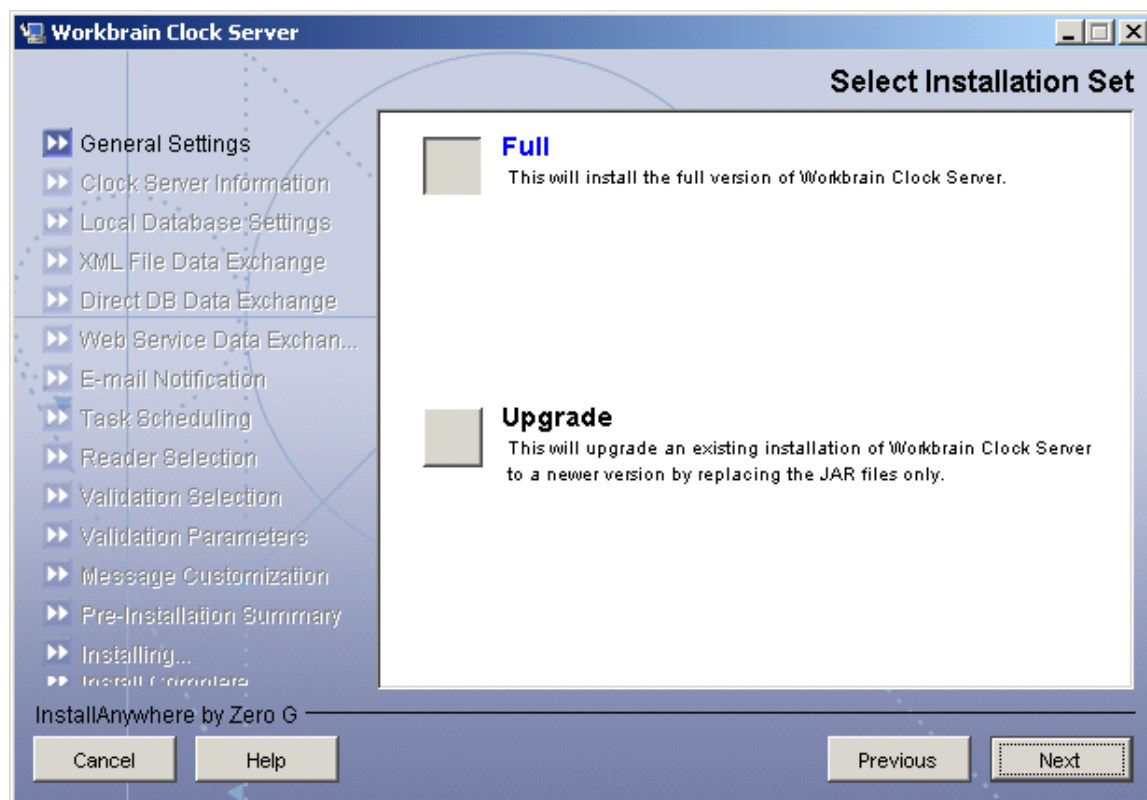 Workbrain Clock Server
Select Installation Set
General Settings
Clock Server Information
Local Database Settings
XML File Data Exchange
Direct DB Data Exchange
Web Service Data Exchan...
E-mail Notification
Task Scheduling
Reader Selection
Validation Selection
Validation Parameters
Message Customization
Pre-Installation Summary
Installing...
Install Complete
Full
This will install the full version of Workbrain Clock Server.
Upgrade
This will upgrade an existing installation of Workbrain Clock Server
to a newer version by replacing the JAR files only.
InstallAnywhere by Zero G
Cancel
Help
Previous
Next